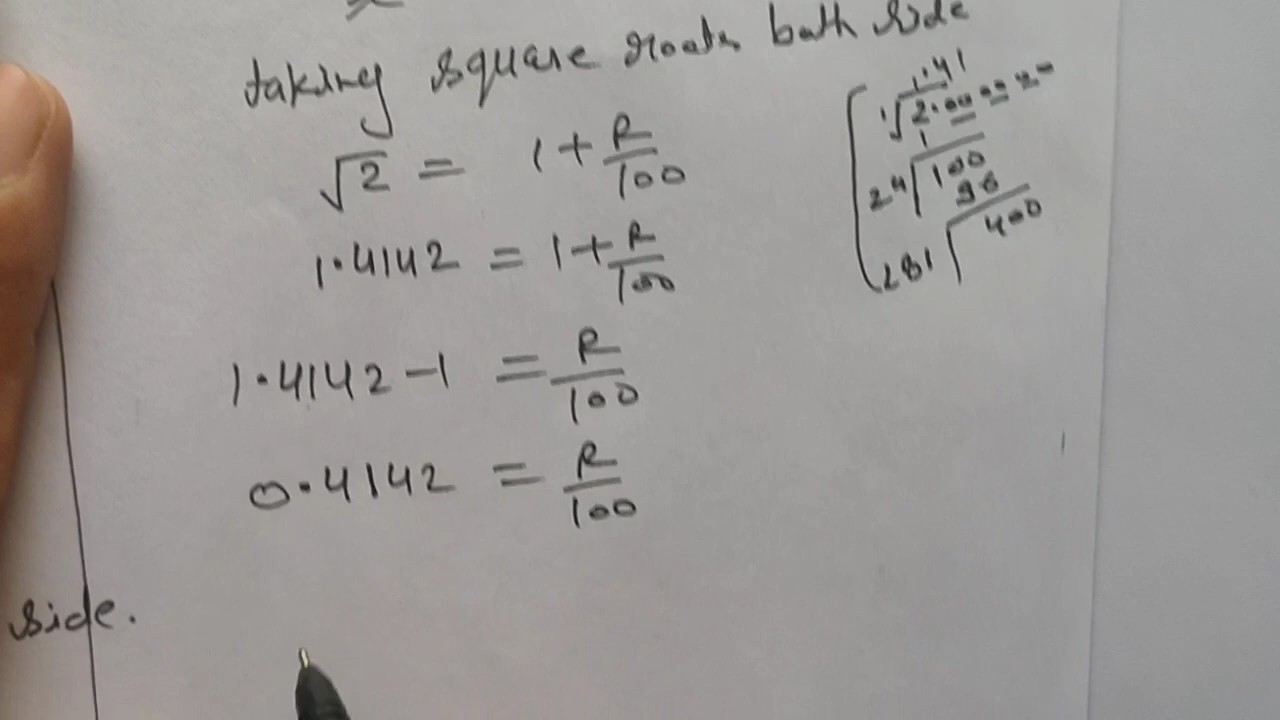 taking square roots bath side
√2 = 1 + R/100
1.4142 = 1 + R/100
1.4142 - 1 = R/100
0.4142 = R/100
side.
1.41
1√2.00 00 00
1
24√100
96
281√400